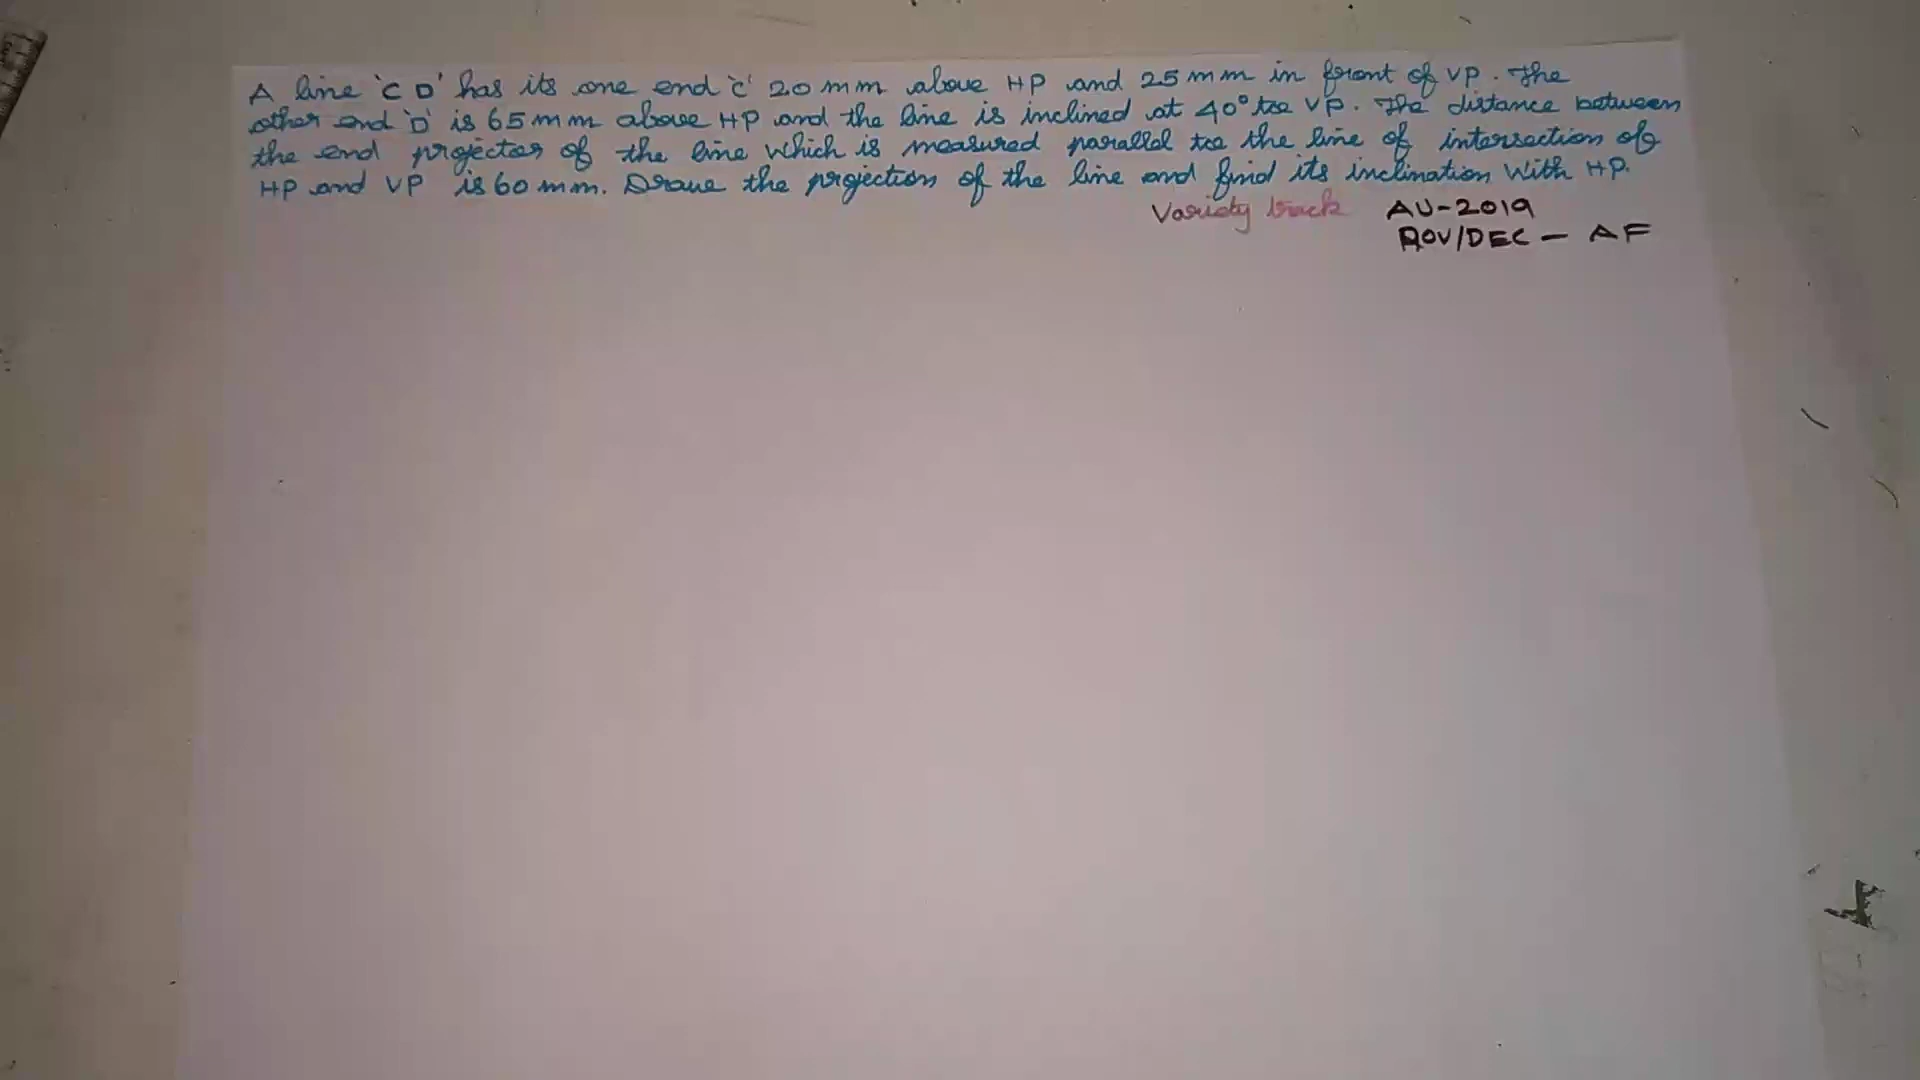 A line 'CD' has its one end 'C' 20 mm above HP and 25 mm in front of VP. The
other end 'D' is 65 mm above HP and the line is inclined at 40° to VP. The distance between
the end projector of the line which is measured parallel to the line of intersection of
HP and VP is 60 mm. Draw the projection of the line and find its inclination with HP.
Variety track AU-2019
NOV/DEC - AF